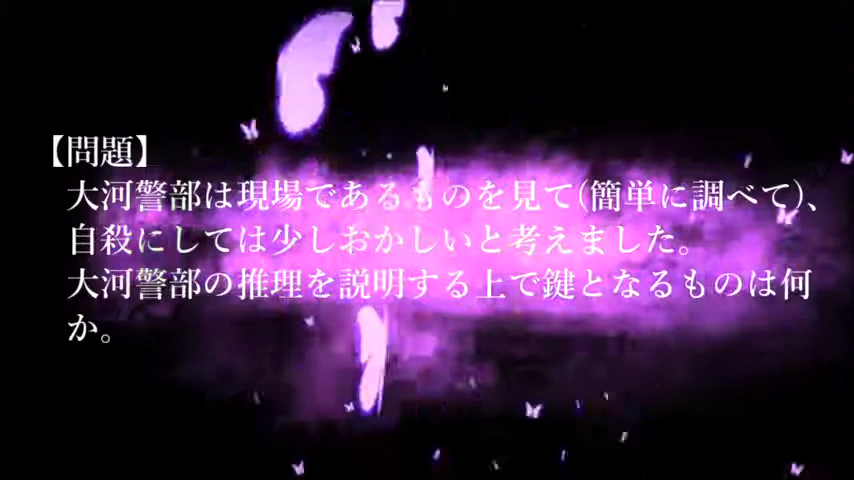 【問題】
大河警部は現場であるものを見て(簡単に調べて)、
自殺にしては少しおかしいと考えました。
大河警部の推理を説明する上で鍵となるものは何
か。